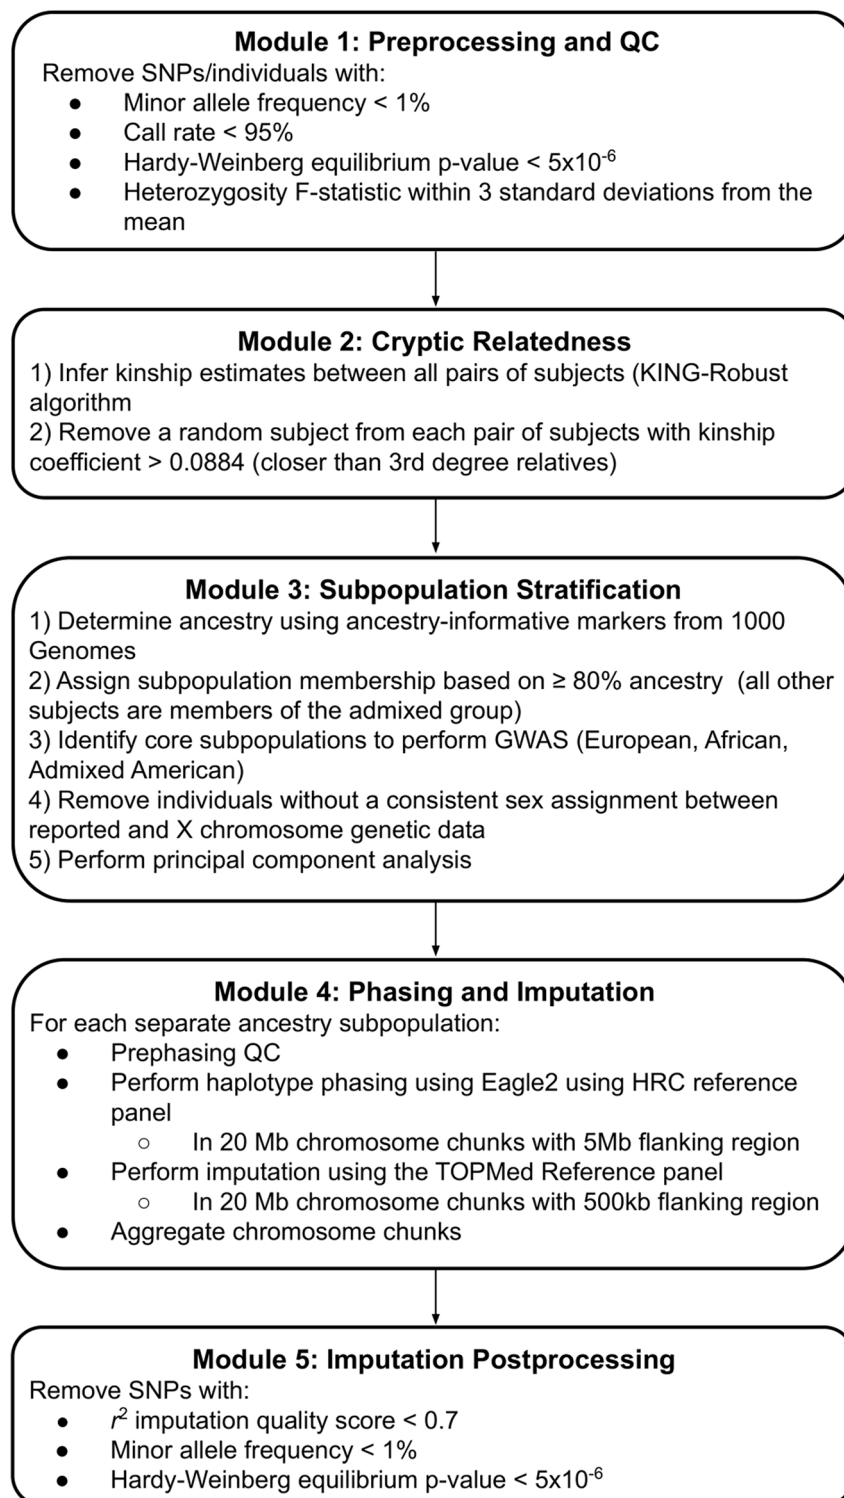 Module 1: Preprocessing and QC
Remove SNPs/individuals with:
● Minor allele frequency < 1%
● Call rate < 95%
● Hardy-Weinberg equilibrium p-value < 5x10⁻⁶
● Heterozygosity F-statistic within 3 standard deviations from the
mean
Module 2: Cryptic Relatedness
1) Infer kinship estimates between all pairs of subjects (KING-Robust
algorithm
2) Remove a random subject from each pair of subjects with kinship
coefficient > 0.0884 (closer than 3rd degree relatives)
Module 3: Subpopulation Stratification
1) Determine ancestry using ancestry-informative markers from 1000
Genomes
2) Assign subpopulation membership based on ≥ 80% ancestry (all other
subjects are members of the admixed group)
3) Identify core subpopulations to perform GWAS (European, African,
Admixed American)
4) Remove individuals without a consistent sex assignment between
reported and X chromosome genetic data
5) Perform principal component analysis
Module 4: Phasing and Imputation
For each separate ancestry subpopulation:
● Prephasing QC
● Perform haplotype phasing using Eagle2 using HRC reference
panel
○ In 20 Mb chromosome chunks with 5Mb flanking region
● Perform imputation using the TOPMed Reference panel
○ In 20 Mb chromosome chunks with 500kb flanking region
● Aggregate chromosome chunks
Module 5: Imputation Postprocessing
Remove SNPs with:
● r² imputation quality score < 0.7
● Minor allele frequency < 1%
● Hardy-Weinberg equilibrium p-value < 5x10⁻⁶